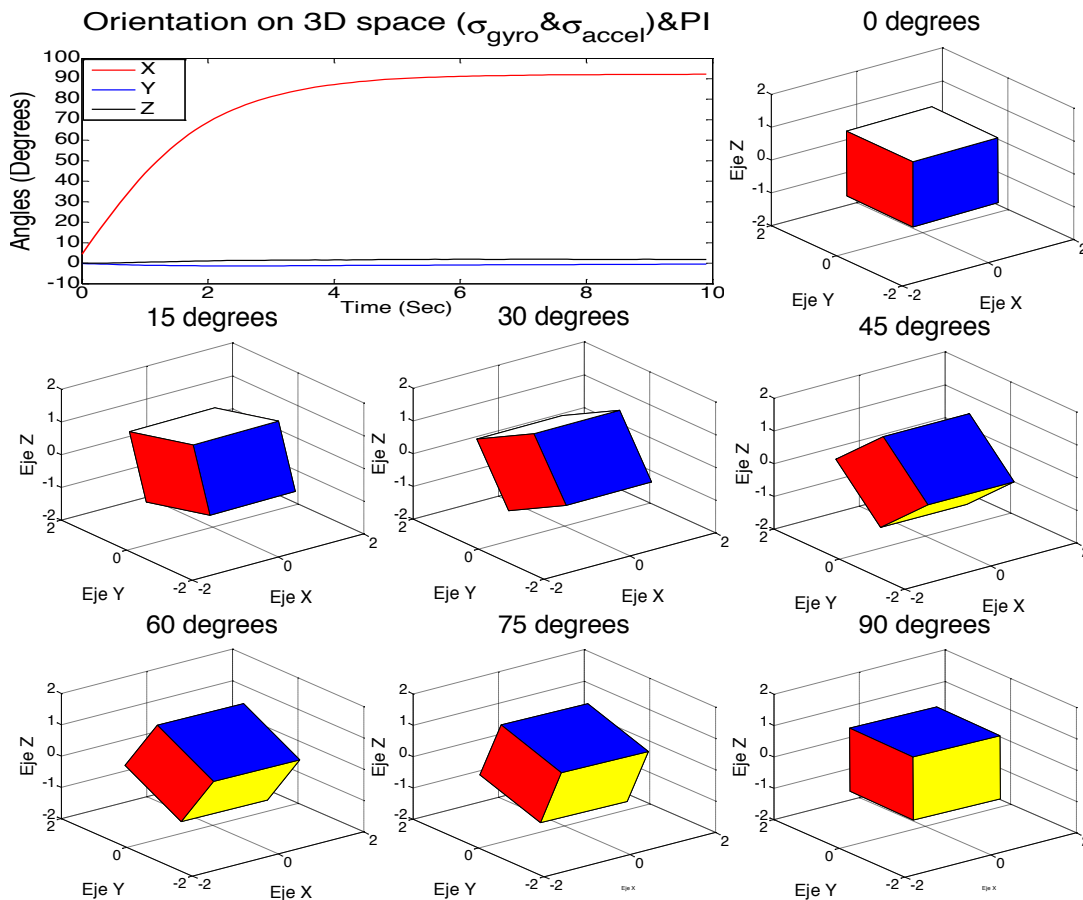 Orientation on 3D space (σgyro&σaccel)&PI
100
90
80
70
60
50
40
30
20
10
0
-10
Angles (Degrees)
X
Y
Z
0 2 4 6 8 10
Time (Sec)
0 degrees
2
1
0
-1
-2
Eje Z
2 0 -2
Eje Y
-2 0 2
Eje X
15 degrees
2
1
0
-1
-2
Eje Z
2 0 -2
Eje Y
-2 0 2
Eje X
30 degrees
2
1
0
-1
-2
Eje Z
2 0 -2
Eje Y
-2 0 2
Eje X
45 degrees
2
1
0
-1
-2
Eje Z
2 0 -2
Eje Y
-2 0 2
Eje X
60 degrees
2
1
0
-1
-2
Eje Z
2 0 -2
Eje Y
-2 0 2
Eje X
75 degrees
2
1
0
-1
-2
Eje Z
2 0 -2
Eje Y
-2 0 2
Eje X
90 degrees
2
1
0
-1
-2
Eje Z
2 0 -2
Eje Y
-2 0 2
Eje X